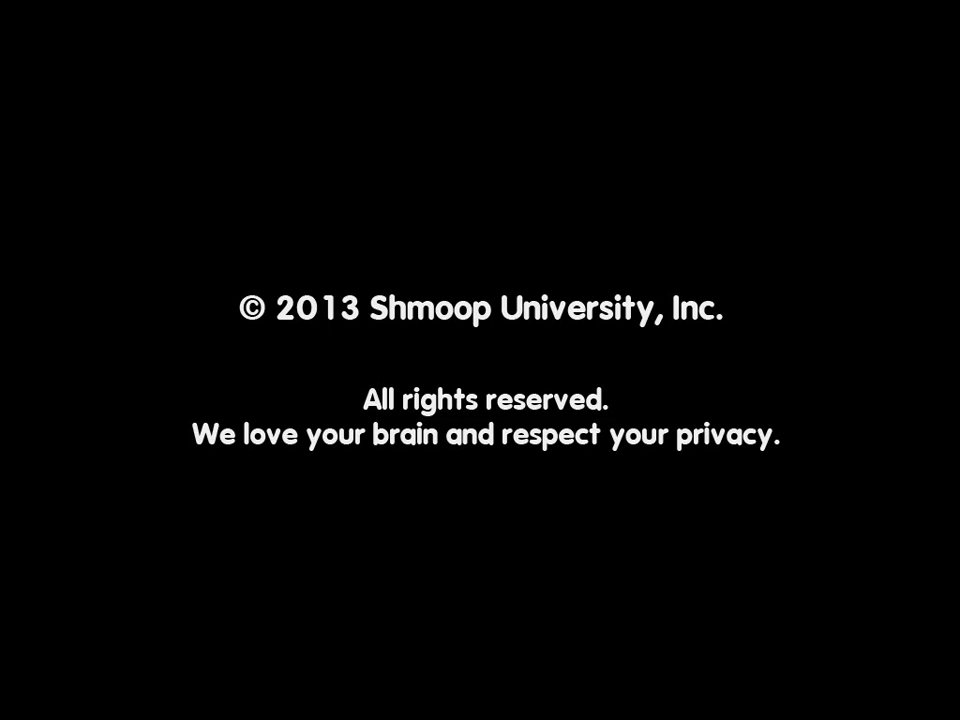 © 2013 Shmoop University, Inc.
All rights reserved.
We love your brain and respect your privacy.